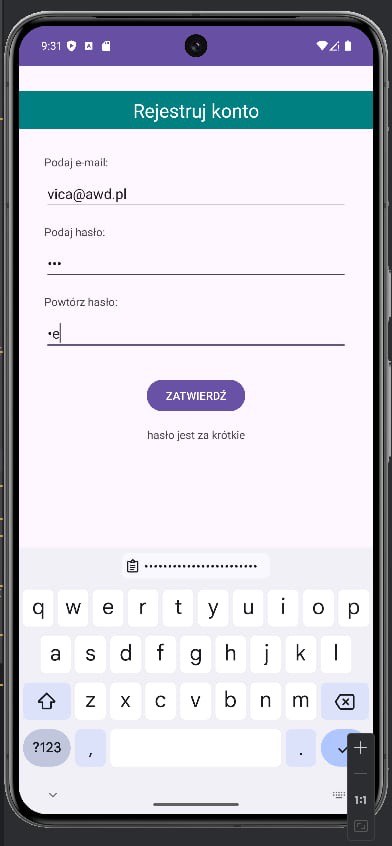 9:31
Rejestruj konto
Podaj e-mail:
vica@awd.pl
Podaj hasło:
•••
Powtórz hasło:
•e
ZATWIERDŹ
hasło jest za krótkie
••••••••••••••••••••••••
q w e r t y u i o p
a s d f g h j k l
z x c v b n m
?123 , .
1:1